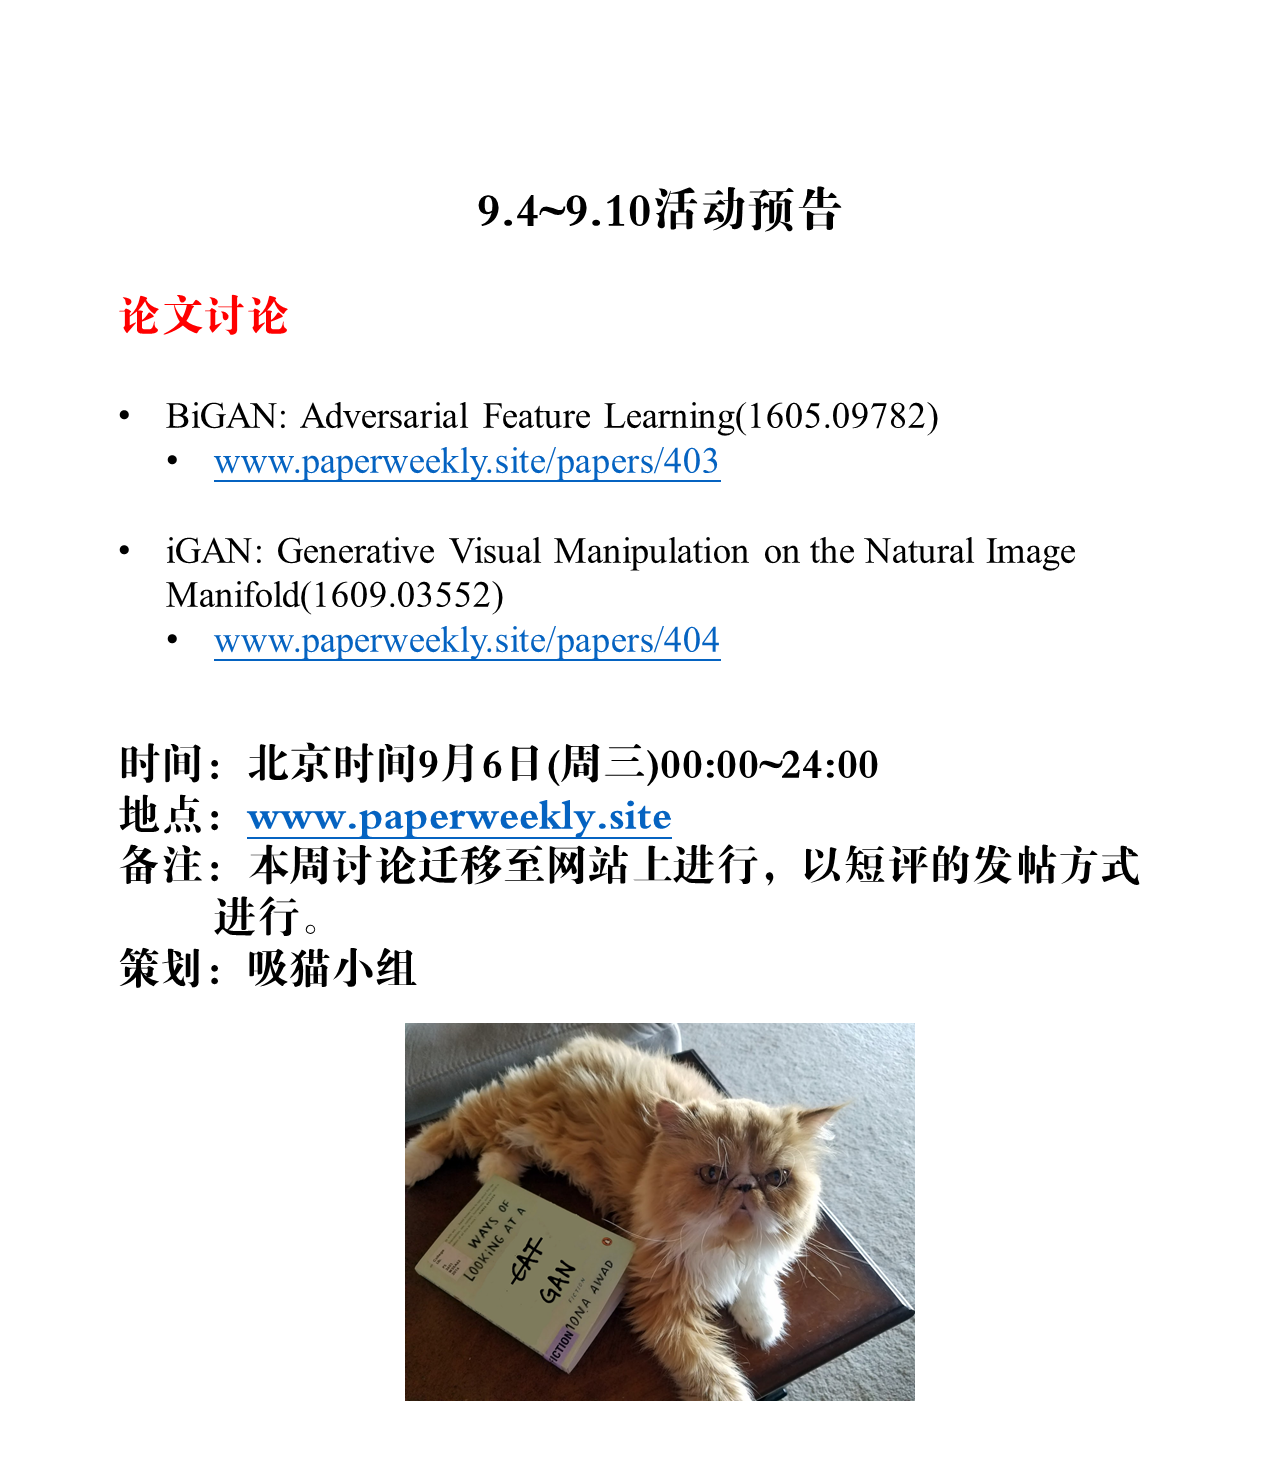 9.4~9.10活动预告
论文讨论
• BiGAN: Adversarial Feature Learning(1605.09782)
• www.paperweekly.site/papers/403
• iGAN: Generative Visual Manipulation on the Natural Image
Manifold(1609.03552)
• www.paperweekly.site/papers/404
时间：北京时间9月6日(周三)00:00~24:00
地点：www.paperweekly.site
备注：本周讨论迁移至网站上进行，以短评的发帖方式
进行。
策划：吸猫小组
WAYS OF
LOOKING AT A
CAT
GAN
FICTION
MONA AWAD
FICTION